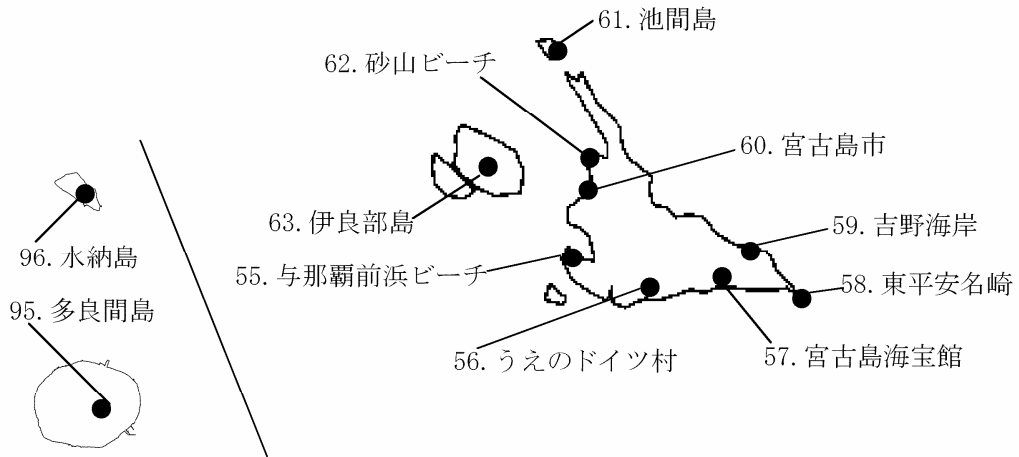 61.池間島
62.砂山ビーチ
60.宮古島市
63.伊良部島
59.吉野海岸
96.水納島
55.与那覇前浜ビーチ
58.東平安名崎
95.多良間島
56.うえのドイツ村
57.宮古島海宝館